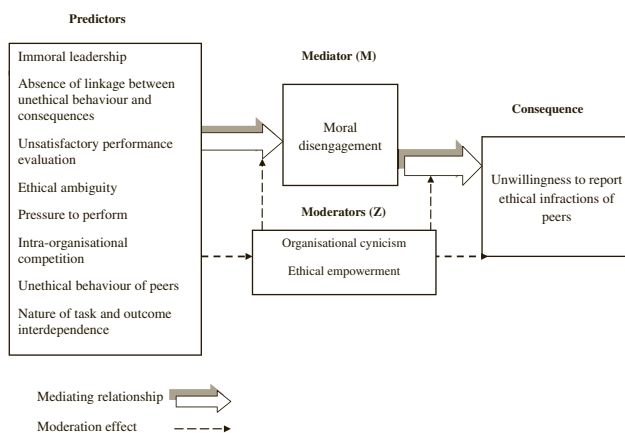 Predictors
Immoral leadership
Absence of linkage between
unethical behaviour and
consequences
Unsatisfactory performance
evaluation
Ethical ambiguity
Pressure to perform
Intra-organisational
competition
Unethical behaviour of peers
Nature of task and outcome
interdependence
Mediator (M)
Moral
disengagement
Moderators (Z)
Organisational cynicism
Ethical empowerment
Consequence
Unwillingness to report
ethical infractions of
peers
Mediating relationship
Moderation effect